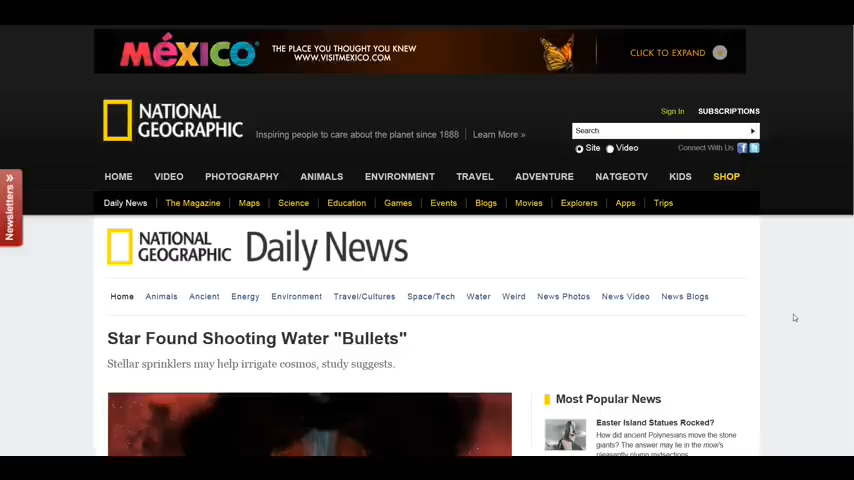 MÉXICO
THE PLACE YOU THOUGHT YOU KNEW
WWW.VISITMEXICO.COM
CLICK TO EXPAND
NATIONAL
GEOGRAPHIC
Inspiring people to care about the planet since 1888
Learn More »
Sign In
SUBSCRIPTIONS
Search
Site
Video
Connect With Us
HOME VIDEO PHOTOGRAPHY ANIMALS ENVIRONMENT TRAVEL ADVENTURE NATGEOTV KIDS SHOP
Newsletters »
Daily News The Magazine Maps Science Education Games Events Blogs Movies Explorers Apps Trips
NATIONAL
GEOGRAPHIC
Daily News
Home Animals Ancient Energy Environment Travel/Cultures Space/Tech Water Weird News Photos News Video News Blogs
Star Found Shooting Water "Bullets"
Stellar sprinklers may help irrigate cosmos, study suggests.
Most Popular News
Easter Island Statues Rocked?
How did ancient Polynesians move the stone
giants? The answer may lie in the moai's
pleasantly plump midsections.